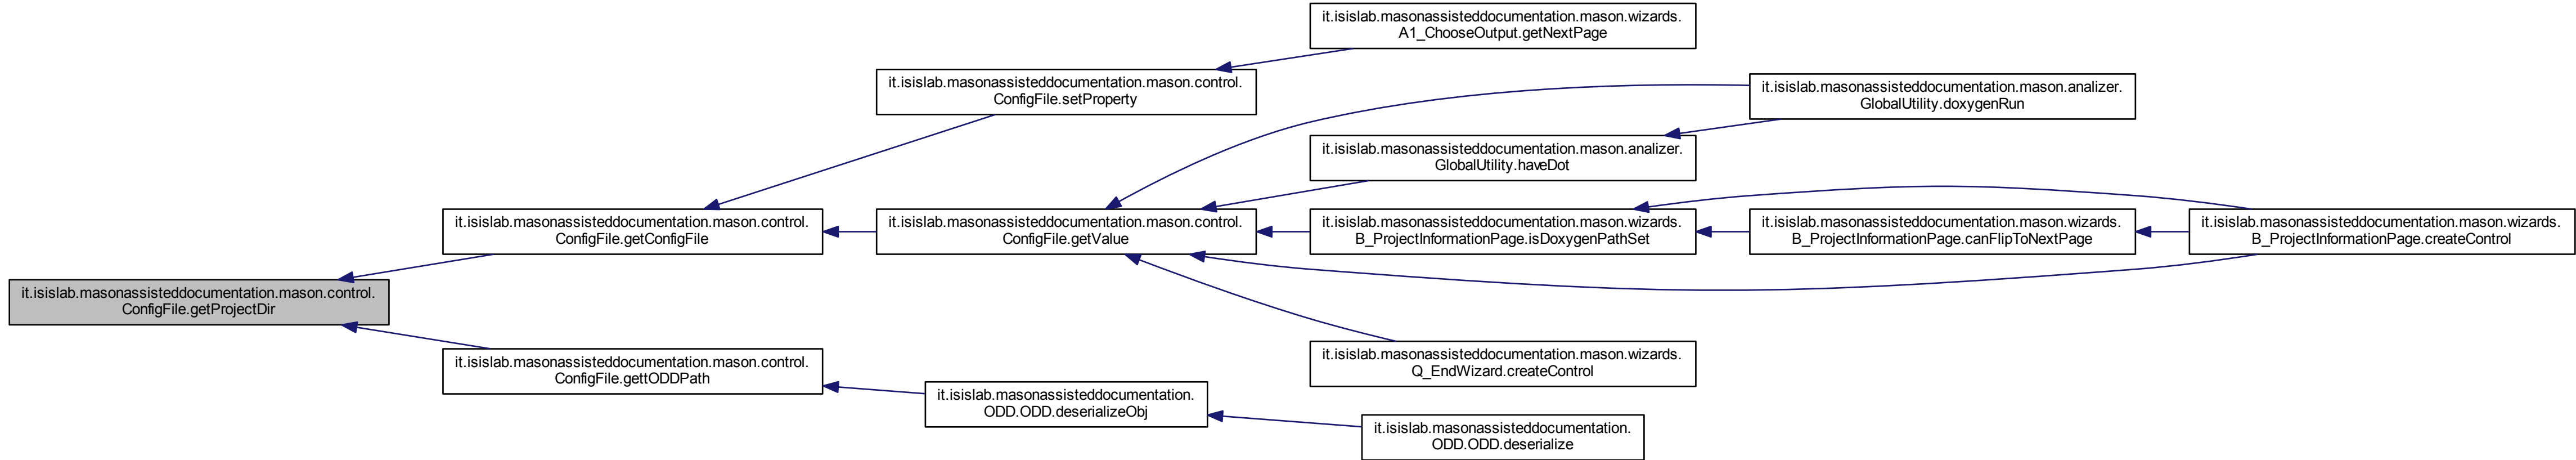 it.isislab.masonassisteddocumentation.mason.wizards.
A1_ChooseOutput.getNextPage
it.isislab.masonassisteddocumentation.mason.control.
ConfigFile.setProperty
it.isislab.masonassisteddocumentation.mason.analizer.
GlobalUtility.doxygenRun
it.isislab.masonassisteddocumentation.mason.analizer.
GlobalUtility.haveDot
it.isislab.masonassisteddocumentation.mason.control.
ConfigFile.getConfigFile
it.isislab.masonassisteddocumentation.mason.control.
ConfigFile.getValue
it.isislab.masonassisteddocumentation.mason.wizards.
B_ProjectInformationPage.isDoxygenPathSet
it.isislab.masonassisteddocumentation.mason.wizards.
B_ProjectInformationPage.canFlipToNextPage
it.isislab.masonassisteddocumentation.mason.wizards.
B_ProjectInformationPage.createControl
it.isislab.masonassisteddocumentation.mason.control.
ConfigFile.getProjectDir
it.isislab.masonassisteddocumentation.mason.control.
ConfigFile.gettODDPath
it.isislab.masonassisteddocumentation.mason.wizards.
Q_EndWizard.createControl
it.isislab.masonassisteddocumentation.
ODD.ODD.deserializeObj
it.isislab.masonassisteddocumentation.
ODD.ODD.deserialize